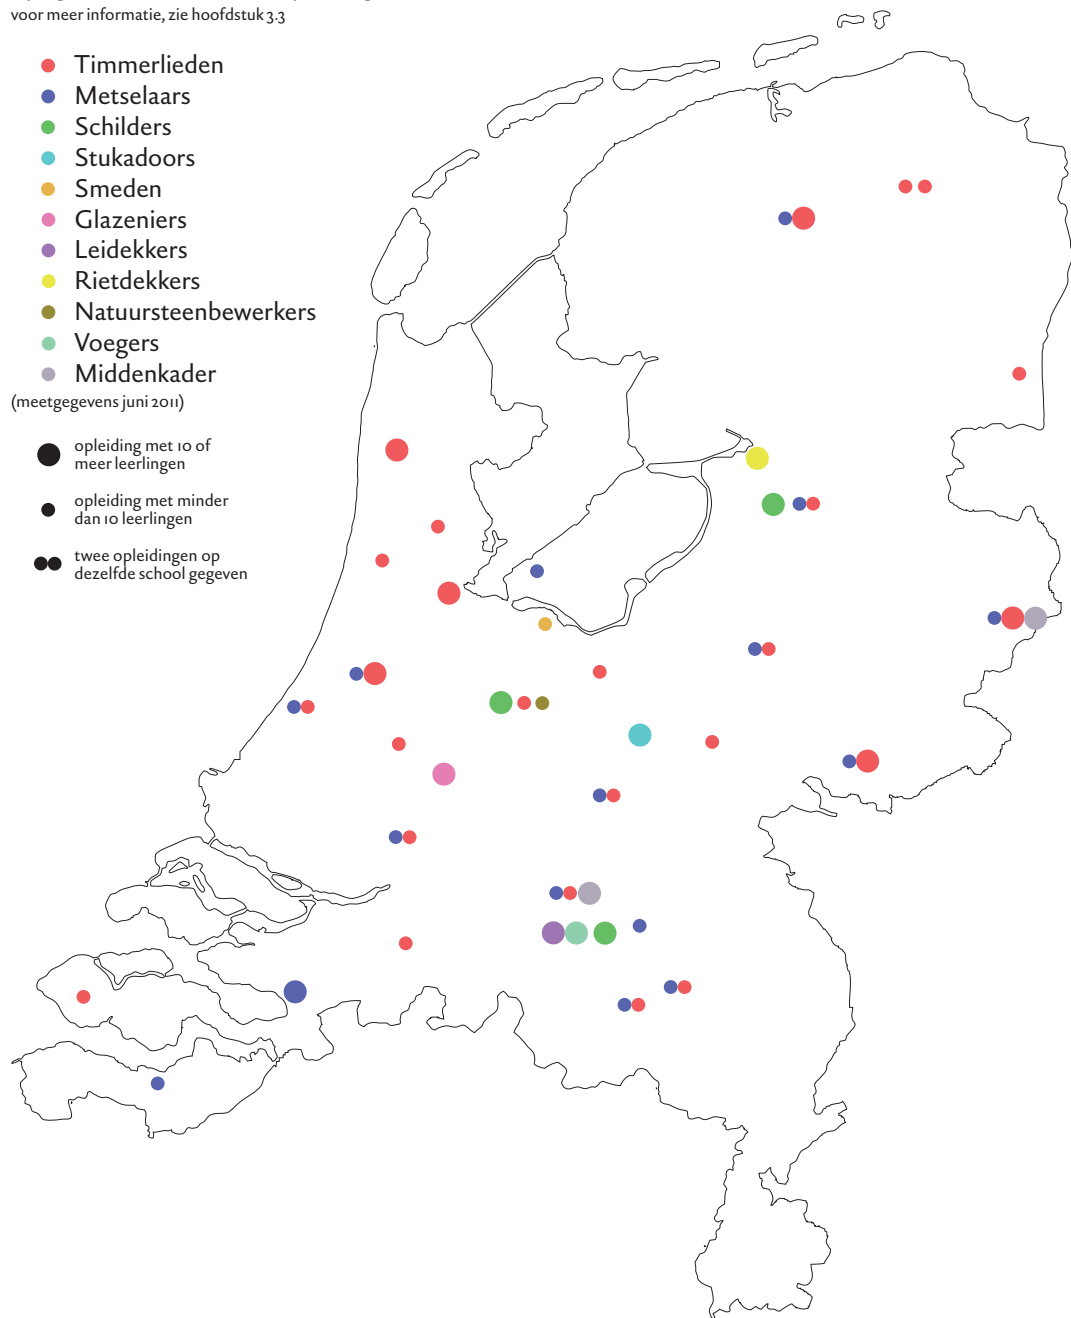 voor meer informatie, zie hoofdstuk 3.3
Timmerlieden
Metselaars
Schilders
Stukadoors
Smeden
Glazeniers
Leidekkers
Rietdekkers
Natuursteenbewerkers
Voegers
Middenkader
(meetgegevens juni 2011)
opleiding met 10 of
meer leerlingen
opleiding met minder
dan 10 leerlingen
twee opleidingen op
dezelfde school gegeven